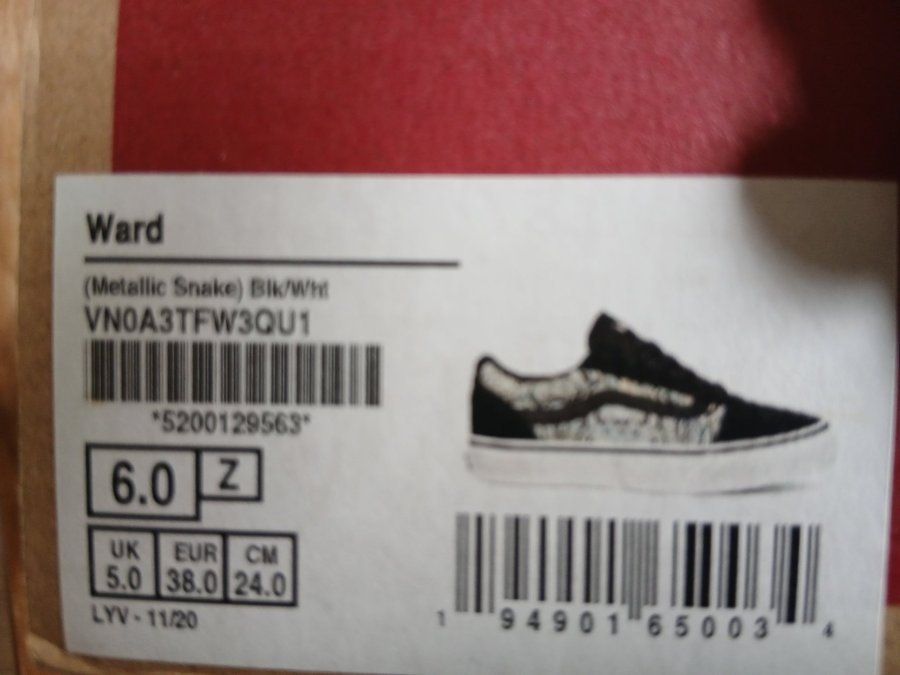 Ward
(Metallic Snake) Blk/Wht
VN0A3TFW3QU1
*5200129563*
6.0 Z
UK EUR CM
5.0 38.0 24.0
LYV - 11/20
1 94901 65003 4